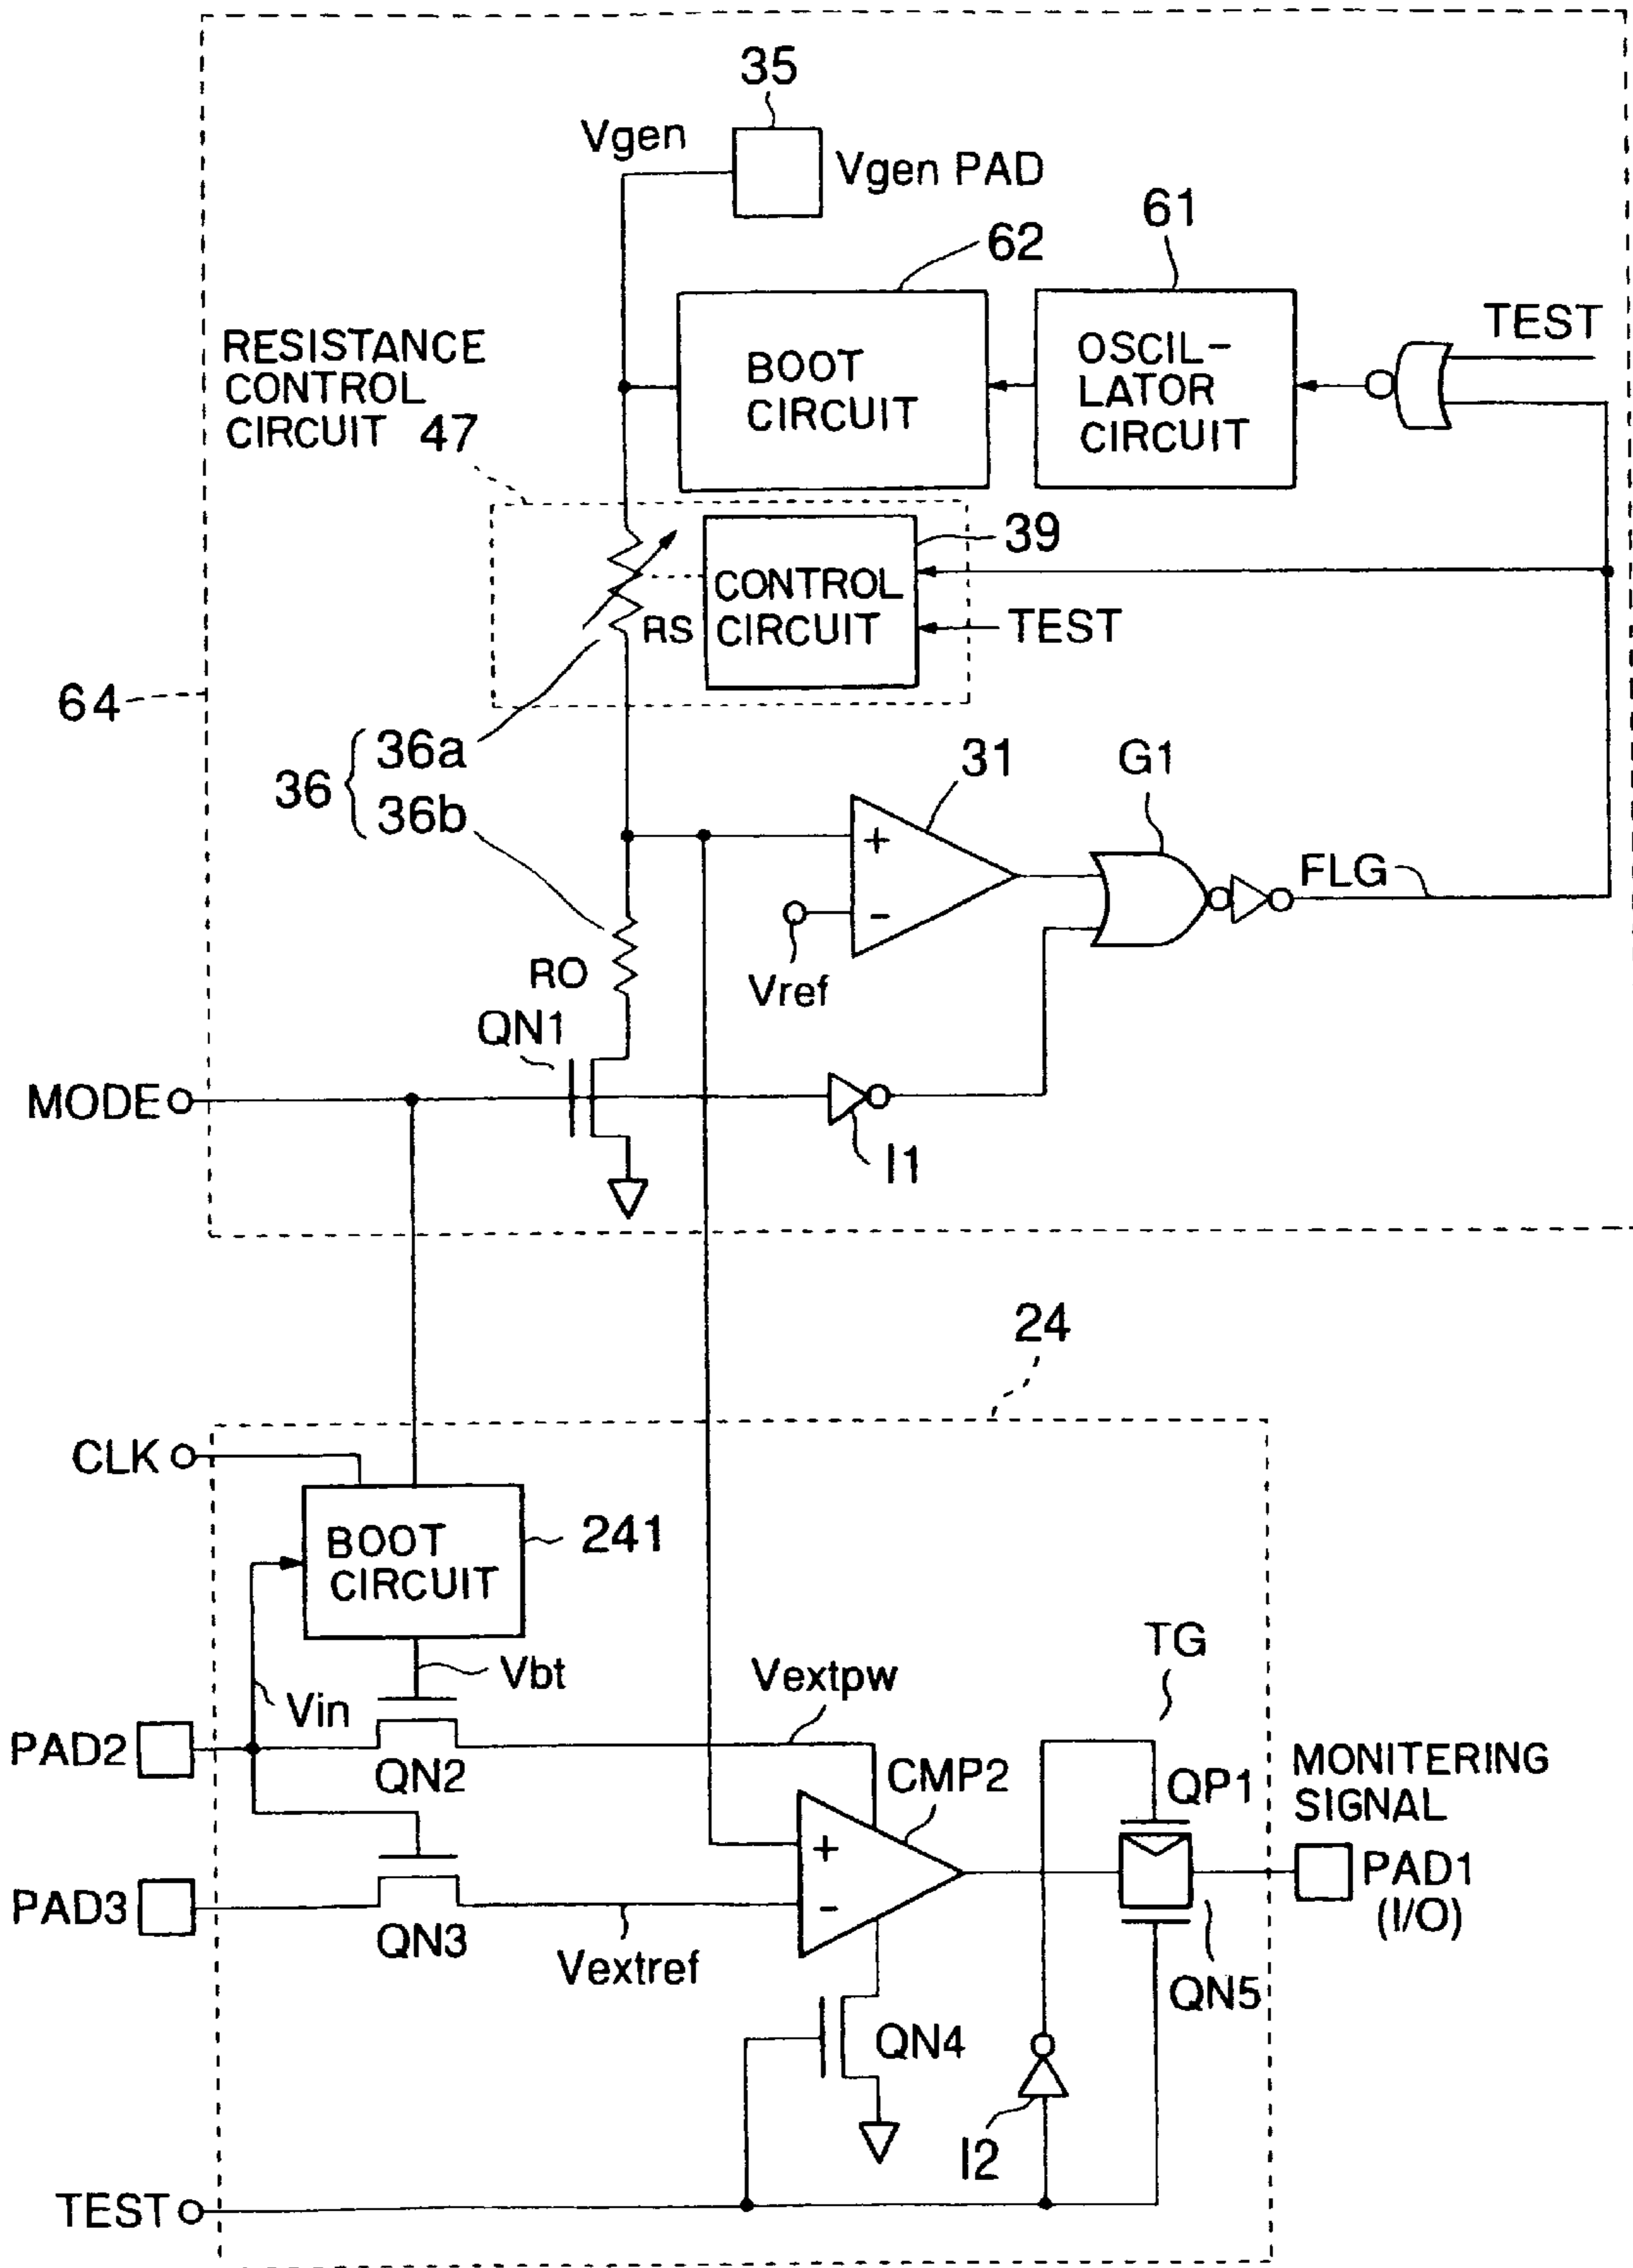 35
Vgen
Vgen PAD
62
61
TEST
RESISTANCE
CONTROL
CIRCUIT 47
BOOT
CIRCUIT
OSCIL-
LATOR
CIRCUIT
39
CONTROL
CIRCUIT
RS
TEST
64
36
36a
36b
31
G1
+
-
FLG
Vref
RO
QN1
MODE
I1
24
CLK
BOOT
CIRCUIT
241
Vbt
Vin
Vextpw
TG
PAD2
QN2
CMP2
QP1
MONITERING
SIGNAL
+
-
PAD1
(I/O)
PAD3
QN3
Vextref
QN5
QN4
I2
TEST